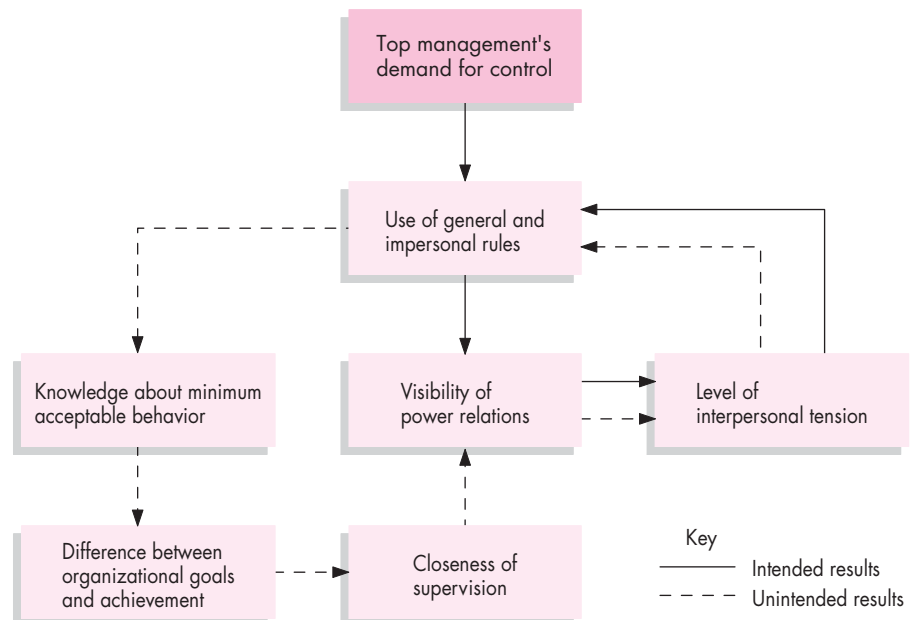 Top management's
demand for control
Use of general and
impersonal rules
Knowledge about minimum
acceptable behavior
Visibility of
power relations
Level of
interpersonal tension
Difference between
organizational goals
and achievement
Closeness of
supervision
Key
Intended results
Unintended results